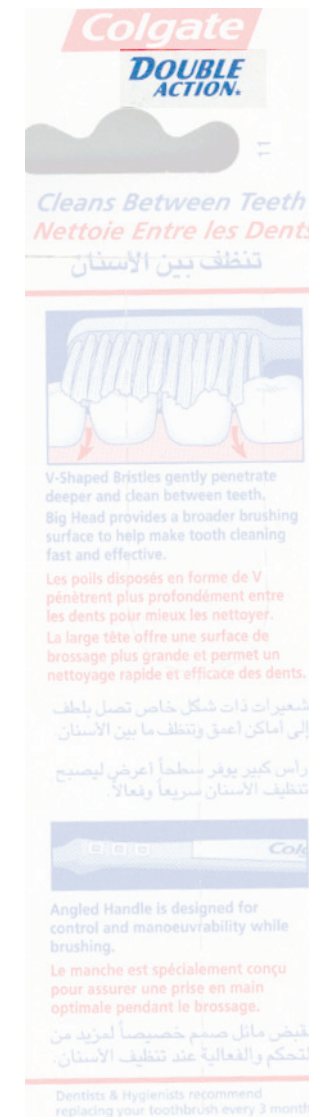 Colgate
DOUBLE
ACTION.
11
Cleans Between Teeth
Nettoie Entre les Dents
تنظف بين الأسنان
V-Shaped Bristles gently penetrate
deeper and clean between teeth.
Big Head provides a broader brushing
surface to help make tooth cleaning
fast and effective.
Les poils disposés en forme de V
pénètrent plus profondément entre
les dents pour mieux les nettoyer.
La large tête offre une surface de
brossage plus grande et permet un
nettoyage rapide et efficace des dents.
شعيرات ذات شكل خاص تصل بلطف
إلى أماكن أعمق وتنظف ما بين الأسنان.
رأس كبير يوفر سطحاً اعرض ليصبح
تنظيف الأسنان سريعاً وفعالاً.
Colg
Angled Handle is designed for
control and manoeuvrability while
brushing.
Le manche est spécialement conçu
pour assurer une prise en main
optimale pendant le brossage.
مقبض مائل صمم خصيصاً لمزيد من
التحكم والفعالية عند تنظيف الأسنان.
Dentists & Hygienists recommend
replacing your toothbrush every 3 month